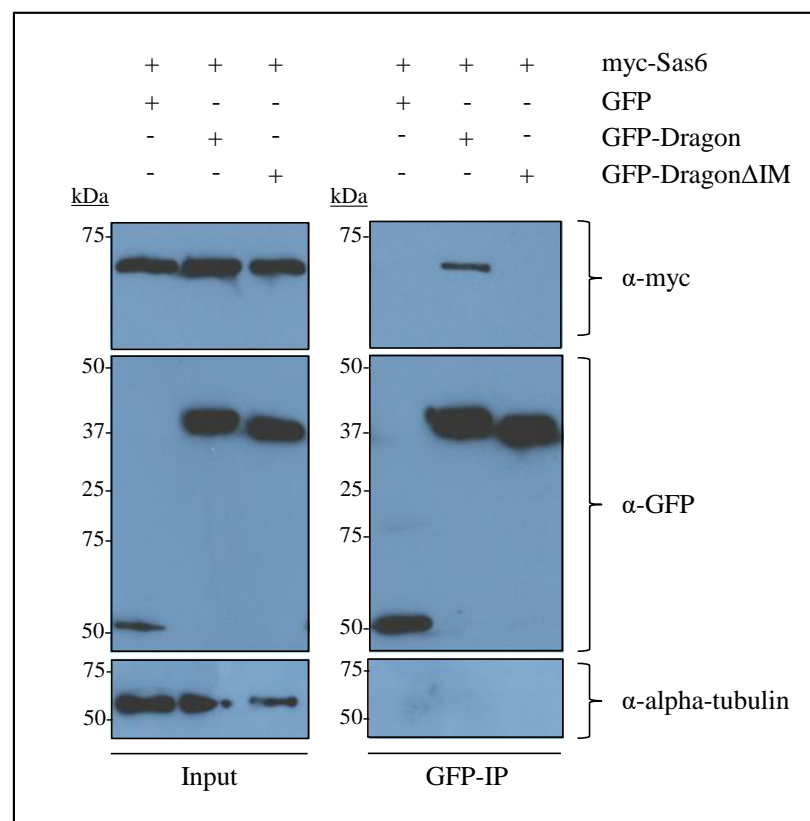 + + + + + + myc-Sas6
+ - - + - - GFP
- + - - + - GFP-Dragon
- - + - - + GFP-DragonΔIM
kDa kDa
75 75
α-myc
50 50
37 37
25 25
α-GFP
75 75
50 50
75 75
α-alpha-tubulin
50 50
Input GFP-IP